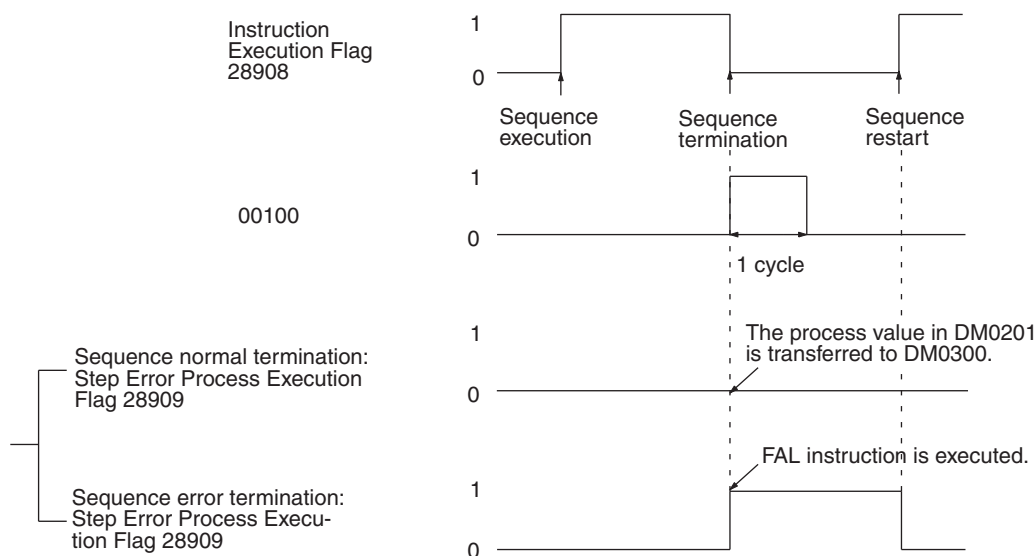 Instruction
Execution Flag
28908
1
0
Sequence
execution
Sequence
termination
Sequence
restart
00100
1
0
1 cycle
Sequence normal termination:
Step Error Process Execution
Flag 28909
1
0
The process value in DM0201
is transferred to DM0300.
Sequence error termination:
Step Error Process Execu-
tion Flag 28909
1
0
FAL instruction is executed.